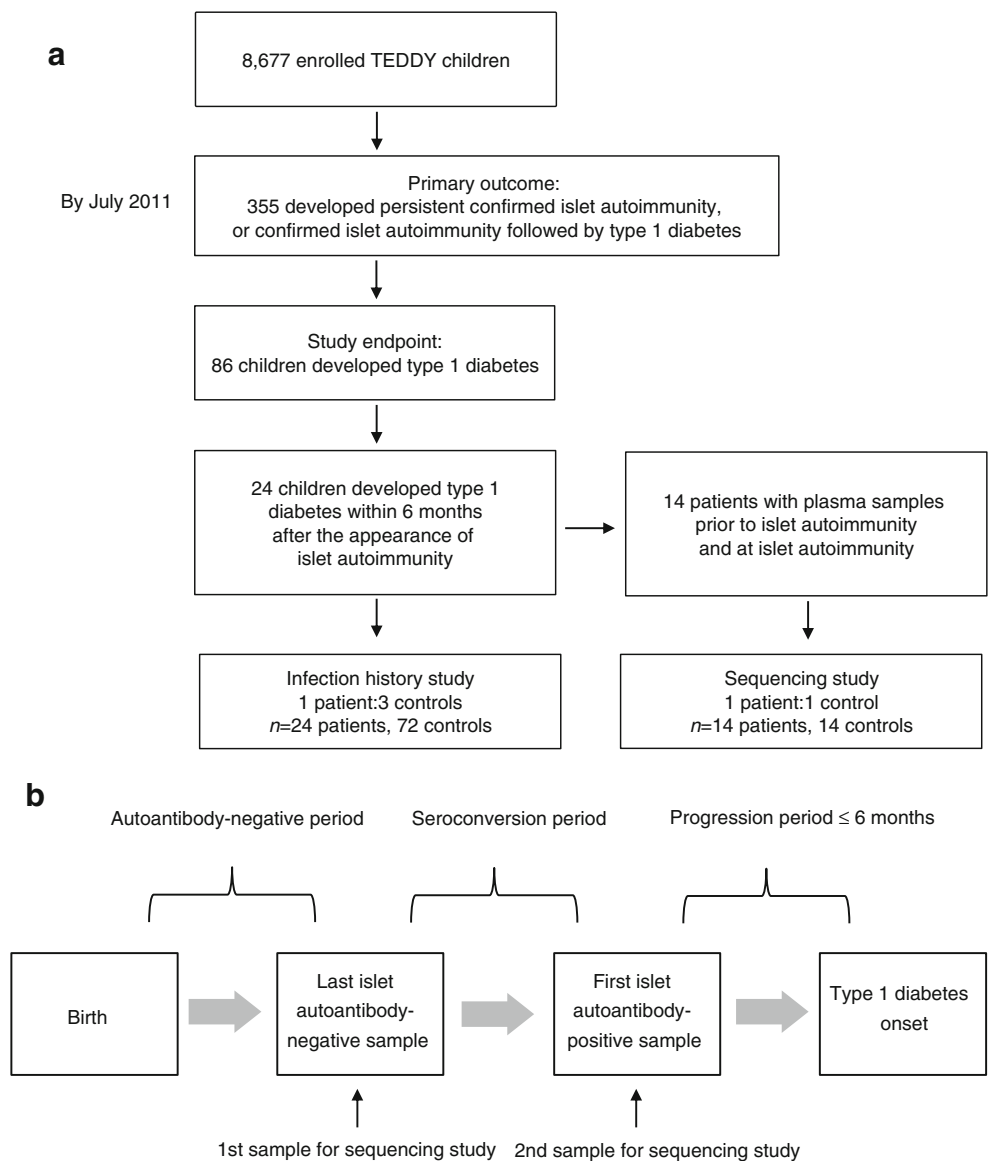 a
8,677 enrolled TEDDY children
By July 2011
Primary outcome:
355 developed persistent confirmed islet autoimmunity,
or confirmed islet autoimmunity followed by type 1 diabetes
Study endpoint:
86 children developed type 1 diabetes
24 children developed type 1
diabetes within 6 months
after the appearance of
islet autoimmunity
14 patients with plasma samples
prior to islet autoimmunity
and at islet autoimmunity
Infection history study
1 patient:3 controls
n=24 patients, 72 controls
Sequencing study
1 patient:1 control
n=14 patients, 14 controls
b
Autoantibody-negative period
Seroconversion period
Progression period ≤ 6 months
Birth
Last islet
autoantibody-
negative sample
First islet
autoantibody-
positive sample
Type 1 diabetes
onset
1st sample for sequencing study
2nd sample for sequencing study